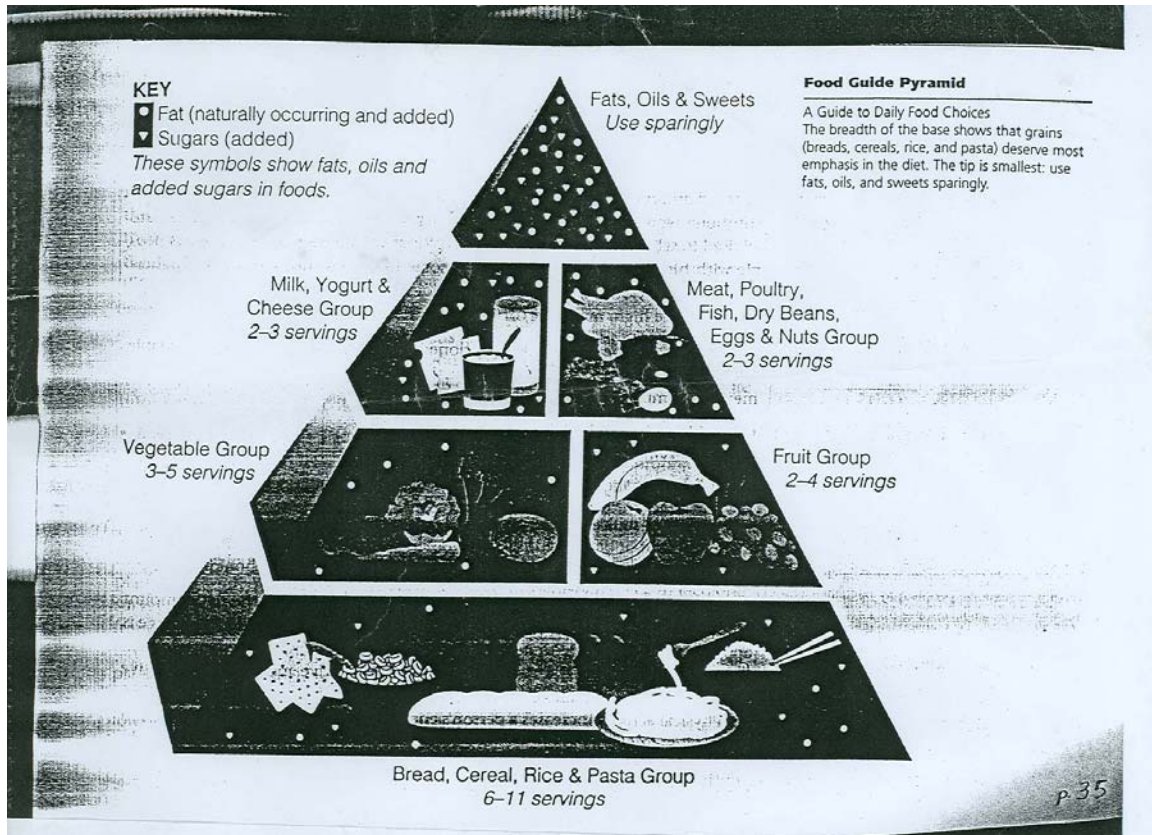 KEY
Fat (naturally occurring and added)
Sugars (added)
These symbols show fats, oils and
added sugars in foods.
Fats, Oils & Sweets
Use sparingly
Food Guide Pyramid
A Guide to Daily Food Choices
The breadth of the base shows that grains
(breads, cereals, rice, and pasta) deserve most
emphasis in the diet. The tip is smallest: use
fats, oils, and sweets sparingly.
Milk, Yogurt &
Cheese Group
2–3 servings
Meat, Poultry,
Fish, Dry Beans,
Eggs & Nuts Group
2–3 servings
Vegetable Group
3–5 servings
Fruit Group
2–4 servings
Bread, Cereal, Rice & Pasta Group
6–11 servings
p. 35